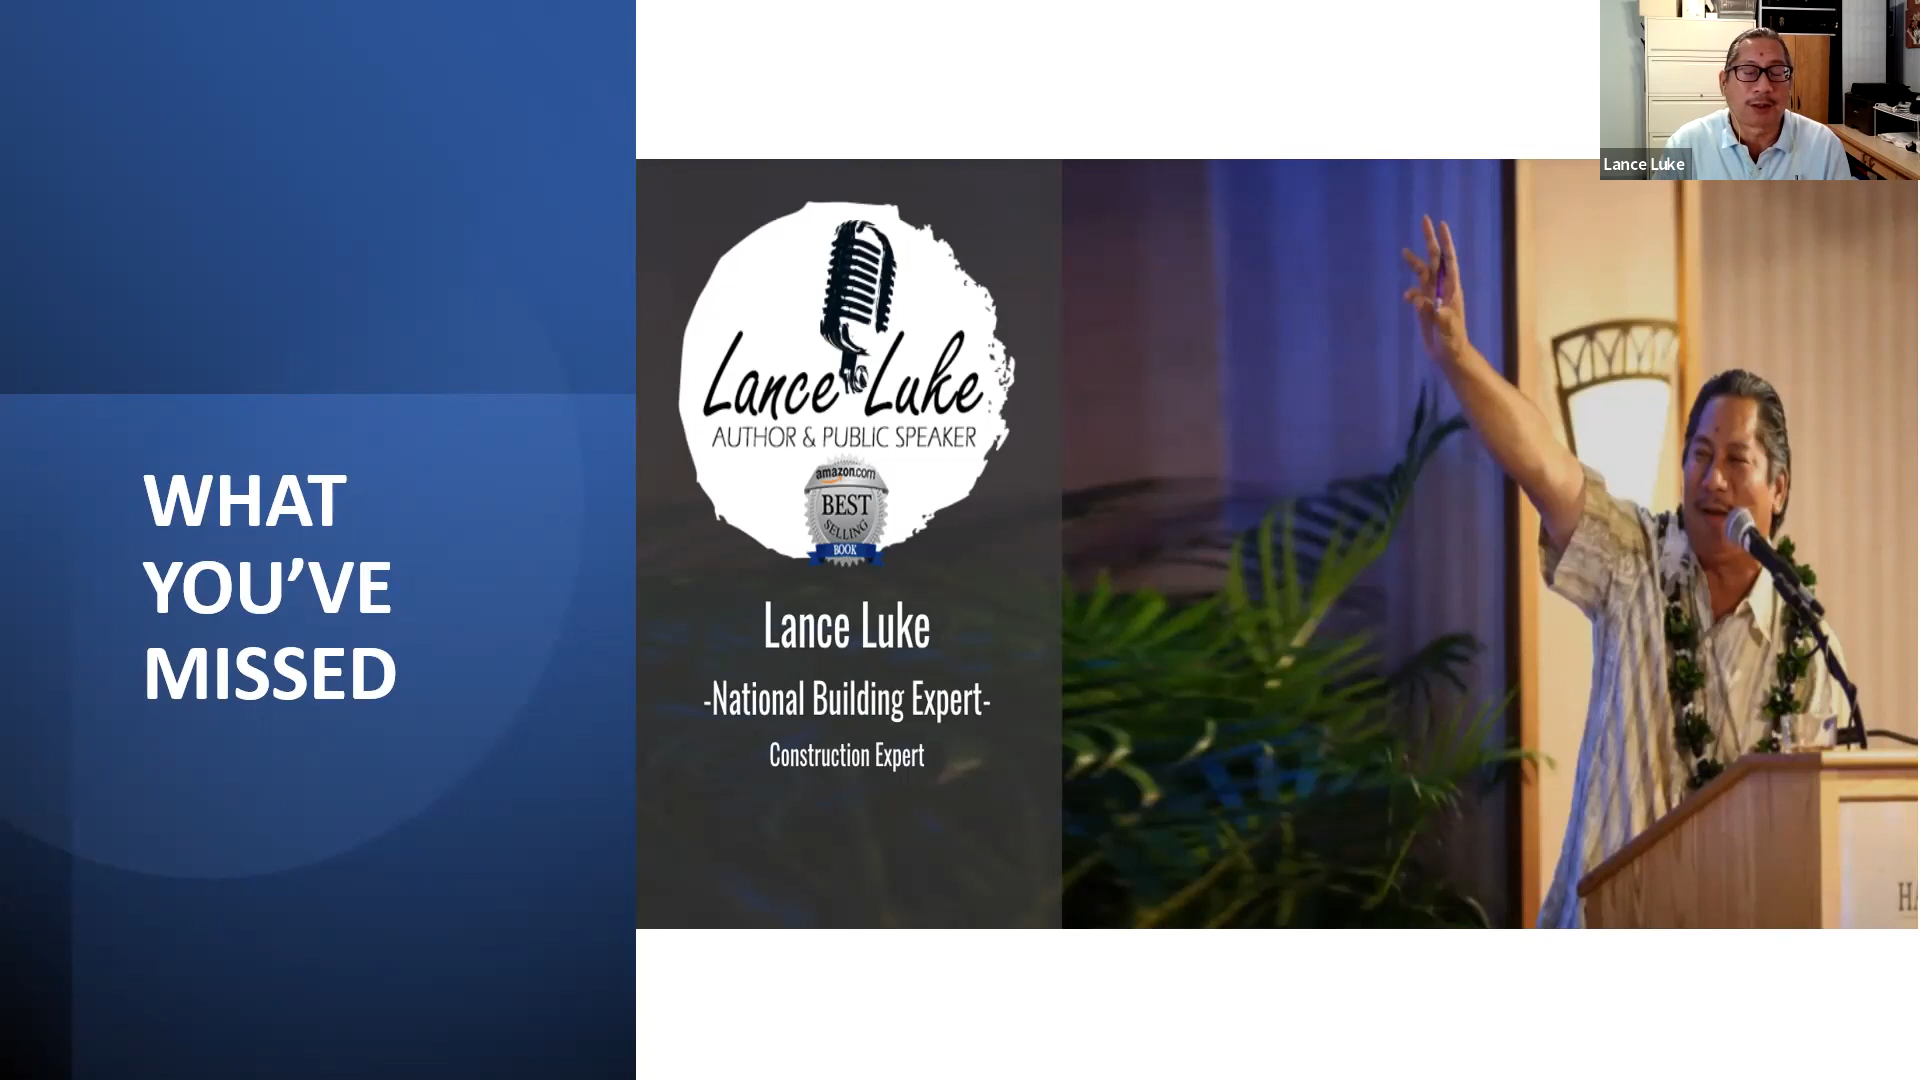 WHAT
YOU’VE
MISSED
Lance Luke
AUTHOR & PUBLIC SPEAKER
amazon.com
BEST
SELLING
BOOK
Lance Luke
-National Building Expert-
Construction Expert
Lance Luke